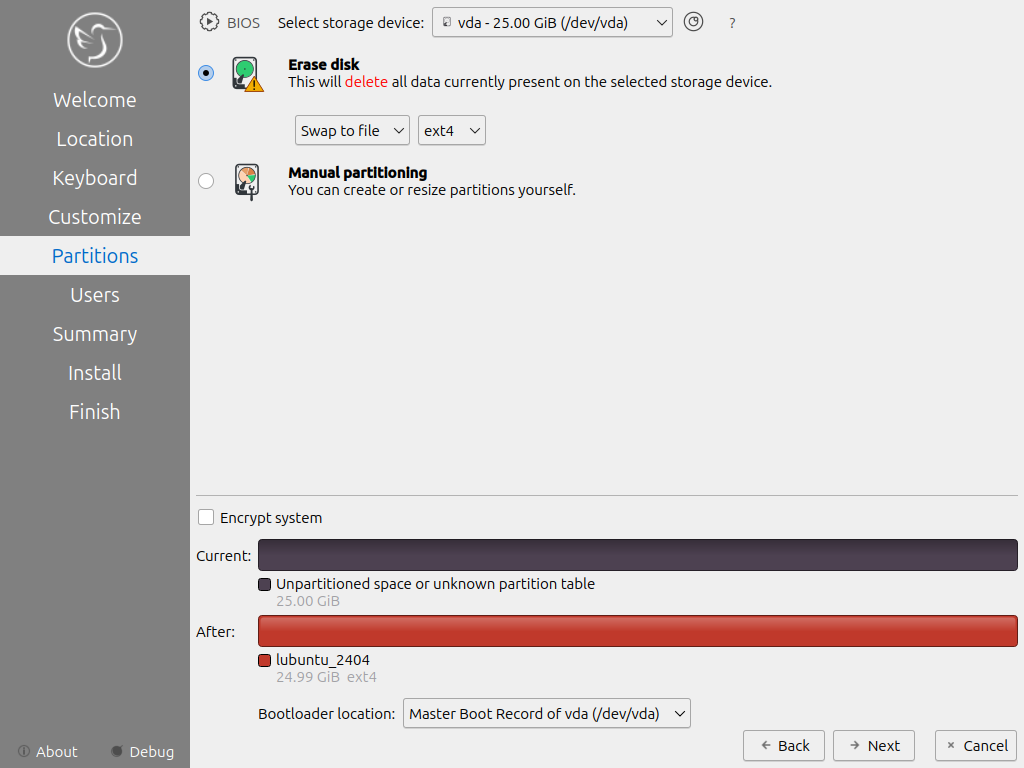 Welcome
Location
Keyboard
Customize
Partitions
Users
Summary
Install
Finish
About
Debug
BIOS
Select storage device:
vda - 25.00 GiB (/dev/vda)
?
Erase disk
This will delete all data currently present on the selected storage device.
Swap to file
ext4
Manual partitioning
You can create or resize partitions yourself.
Encrypt system
Current:
Unpartitioned space or unknown partition table
25.00 GiB
After:
lubuntu_2404
24.99 GiB ext4
Bootloader location:
Master Boot Record of vda (/dev/vda)
Back
Next
Cancel